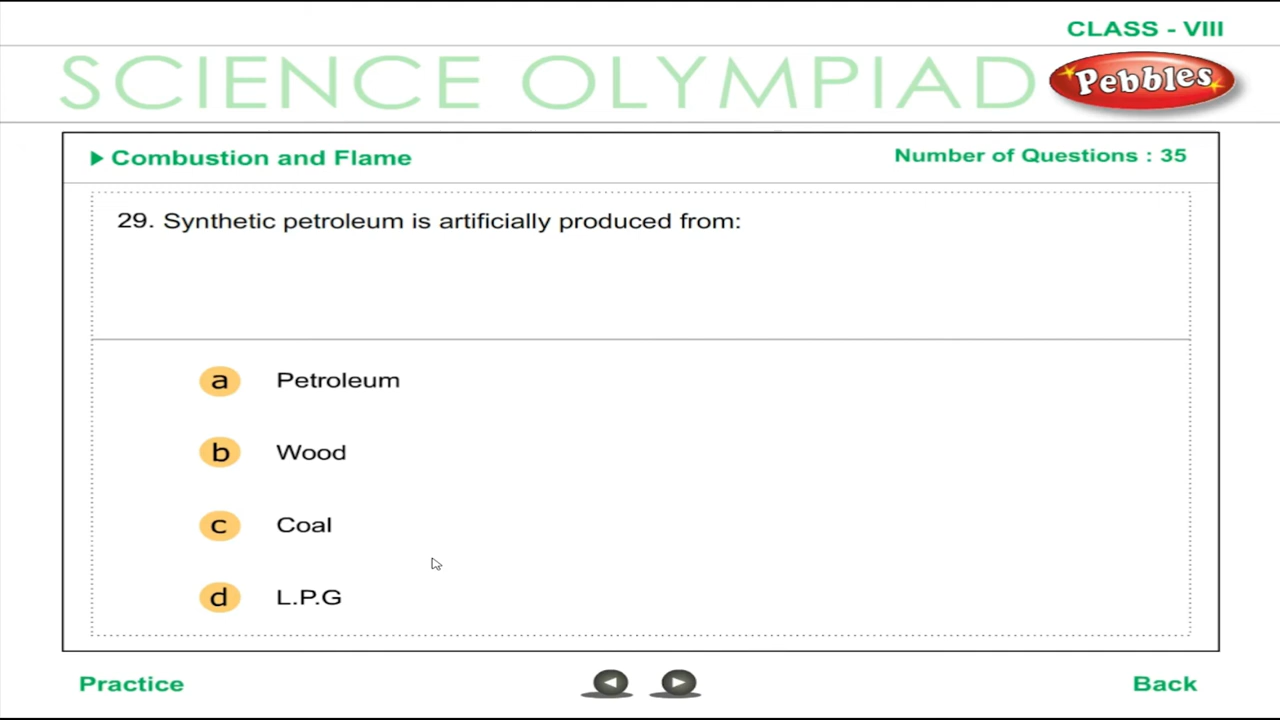 CLASS - VIII
SCIENCE OLYMPIAD
Pebbles
Combustion and Flame
Number of Questions : 35
29. Synthetic petroleum is artificially produced from:
a Petroleum
b Wood
c Coal
d L.P.G
Practice
Back